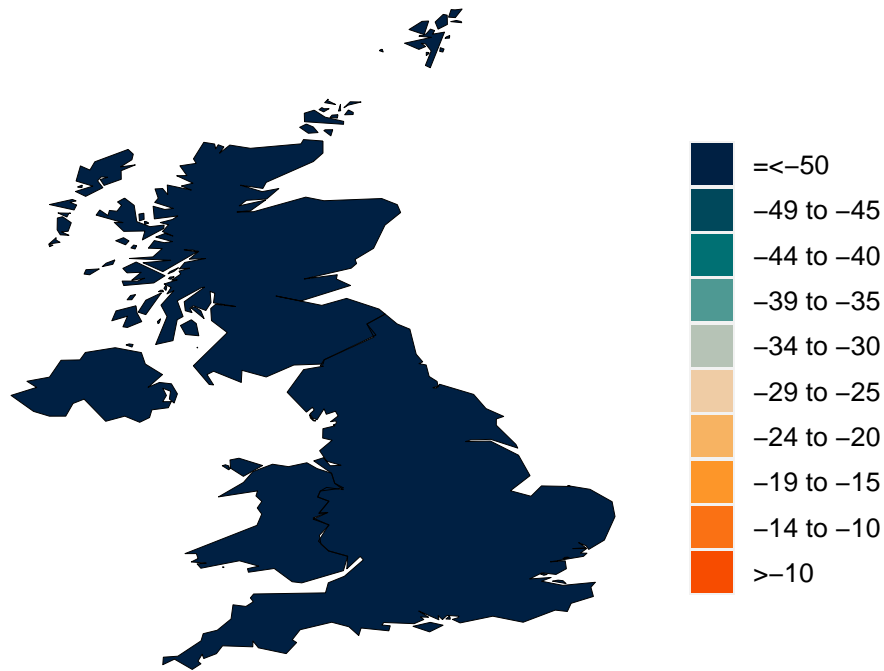 =<−50
−49 to −45
−44 to −40
−39 to −35
−34 to −30
−29 to −25
−24 to −20
−19 to −15
−14 to −10
>−10